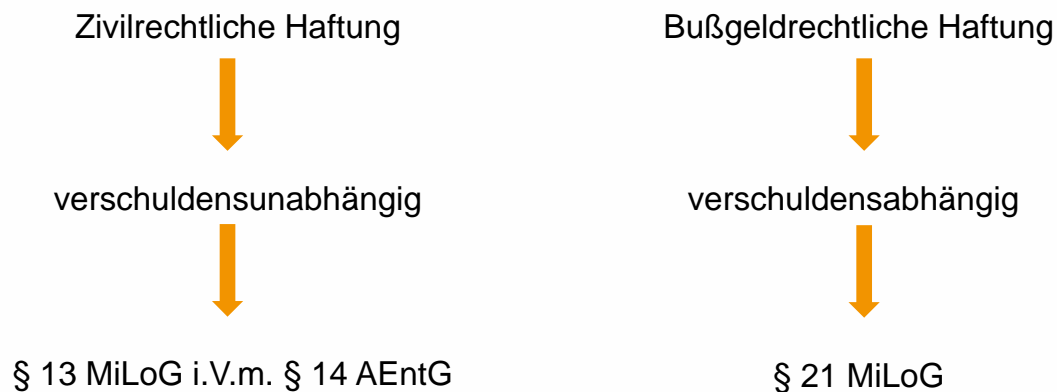 Zivilrechtliche Haftung
verschuldensunabhängig
§ 13 MiLoG i.V.m. § 14 AEntG
Bußgeldrechtliche Haftung
verschuldensabhängig
§ 21 MiLoG